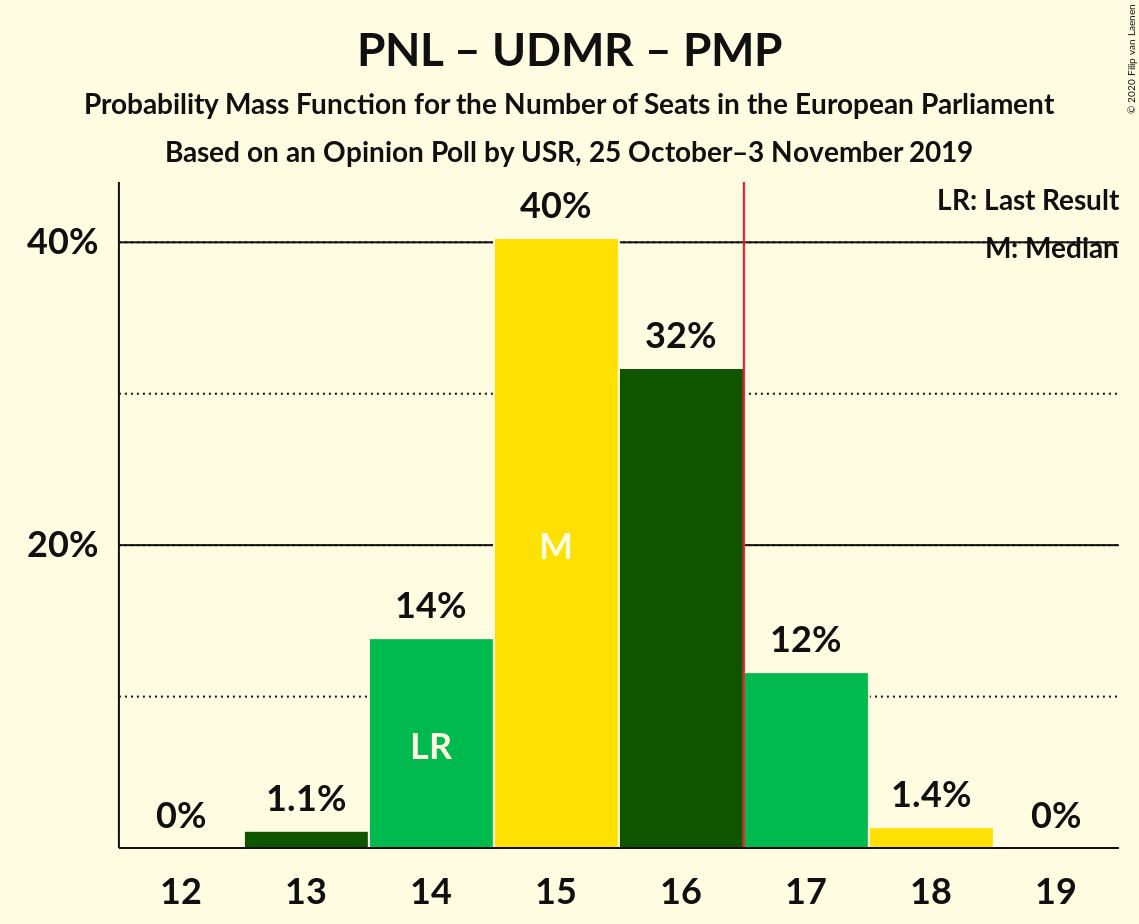 PNL – UDMR – PMP
Probability Mass Function for the Number of Seats in the European Parliament
Based on an Opinion Poll by USR, 25 October–3 November 2019
© 2020 Filip van Laenen
LR: Last Result
M: Median
40%
20%
0%
1.1%
14%
40%
32%
12%
1.4%
0%
LR
M
12 13 14 15 16 17 18 19